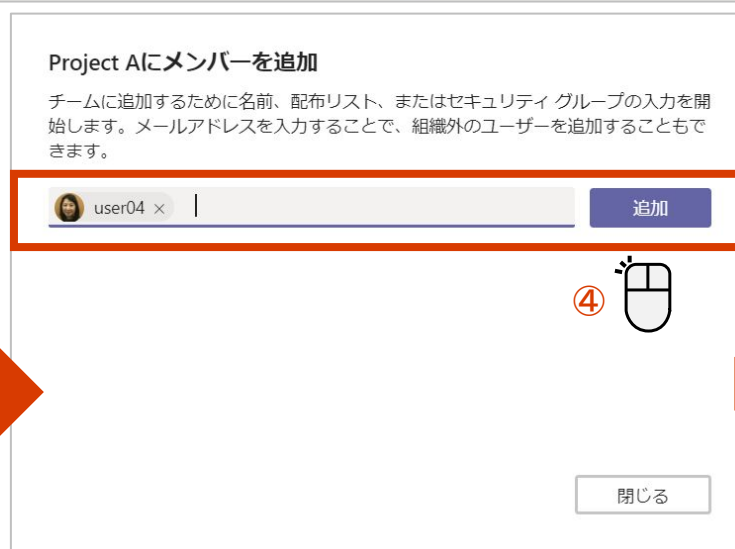 Project Aにメンバーを追加
チームに追加するために名前、配布リスト、またはセキュリティ グループの入力を開
始します。メールアドレスを入力することで、組織外のユーザーを追加することもで
きます。
user04 ×
追加
④
閉じる